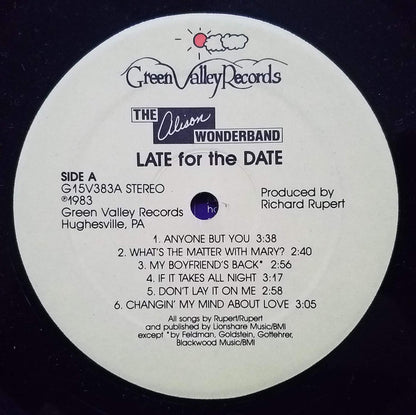 Green Valley Records
THE Alison WONDERBAND
LATE for the DATE
SIDE A
G15V383A STEREO
℗1983
Green Valley Records
Hughesville, PA
Produced by
Richard Rupert
1. ANYONE BUT YOU 3:38
2. WHAT'S THE MATTER WITH MARY? 2:40
3. MY BOYFRIEND'S BACK* 2:56
4. IF IT TAKES ALL NIGHT 3:17
5. DON'T LAY IT ON ME 2:58
6. CHANGIN' MY MIND ABOUT LOVE 3:05
All songs by Rupert/Rupert
and published by Lionshare Music/BMI
except *by Feldman, Goldstein, Gottehrer,
Blackwood Music/BMI